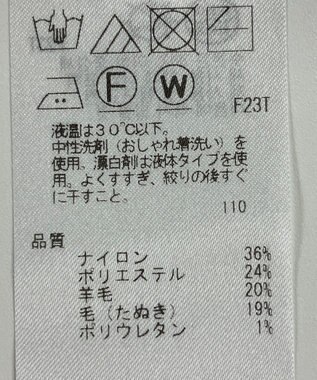 F W
F23T
液温は30℃以下。
中性洗剤（おしゃれ着洗い）を
使用。漂白剤は液体タイプを使
用。よくすすぎ、絞りの後すぐ
に干すこと。
110
品質
ナイロン 36%
ポリエステル 24%
羊毛 20%
毛（たぬき） 19%
ポリウレタン 1%